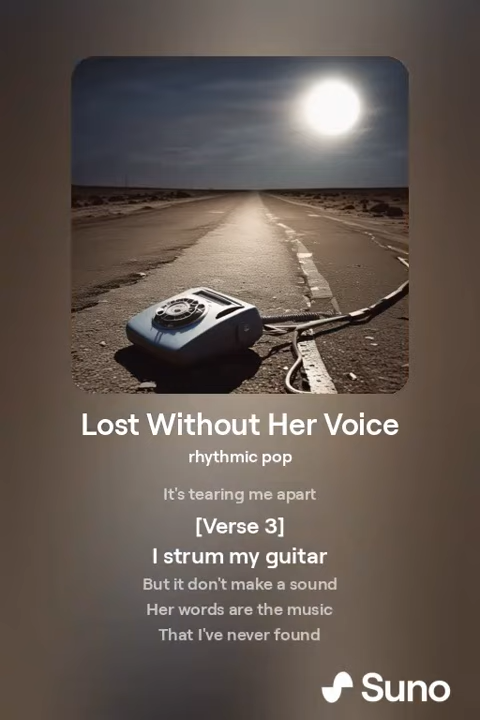 Lost Without Her Voice
rhythmic pop
It's tearing me apart
[Verse 3]
I strum my guitar
But it don't make a sound
Her words are the music
That I've never found
Suno